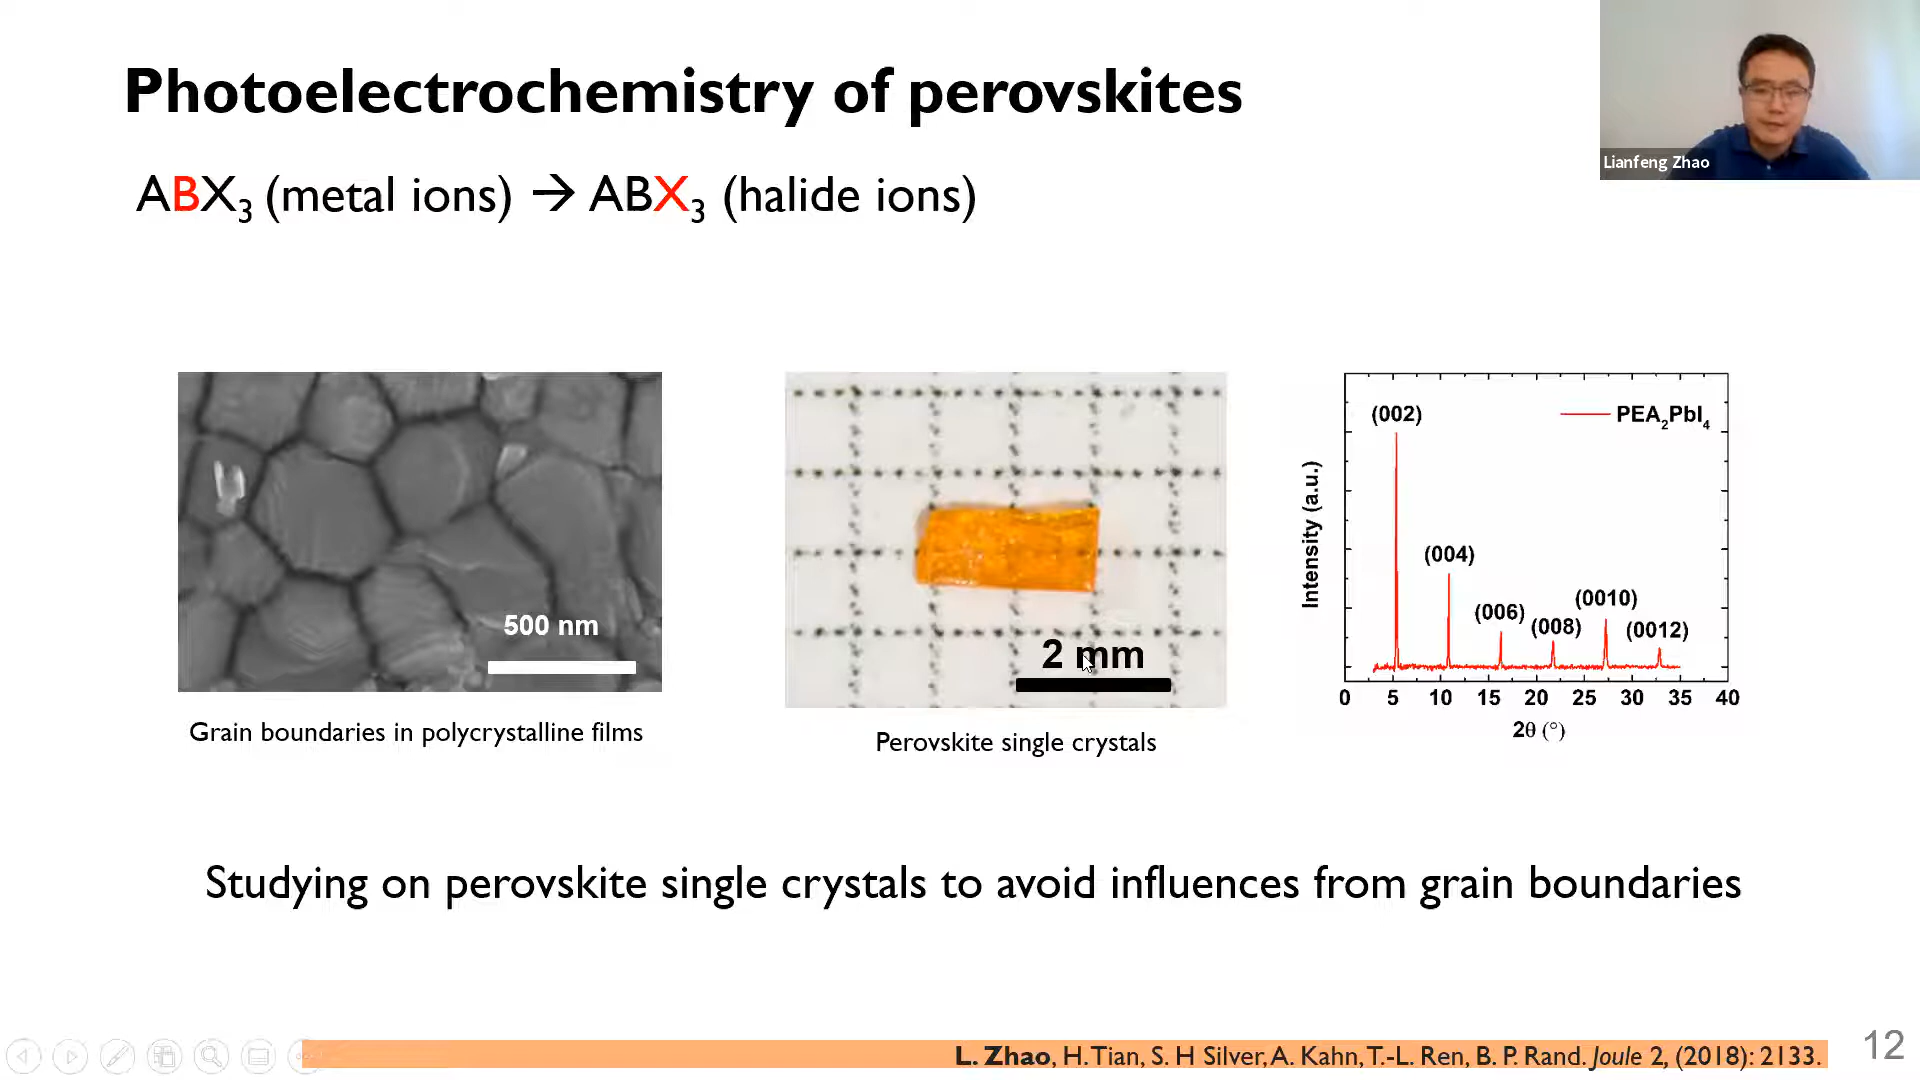 Photoelectrochemistry of perovskites
Lianfeng Zhao
ABX₃ (metal ions) → ABX₃ (halide ions)
500 nm
Grain boundaries in polycrystalline films
2 mm
Perovskite single crystals
PEA₂PbI₄
(002)
(004)
(006)
(008)
(0010)
(0012)
Intensity (a.u.)
0 5 10 15 20 25 30 35 40
2θ (°)
Studying on perovskite single crystals to avoid influences from grain boundaries
L. Zhao, H. Tian, S. H Silver, A. Kahn, T.-L. Ren, B. P. Rand. Joule 2, (2018): 2133.
12